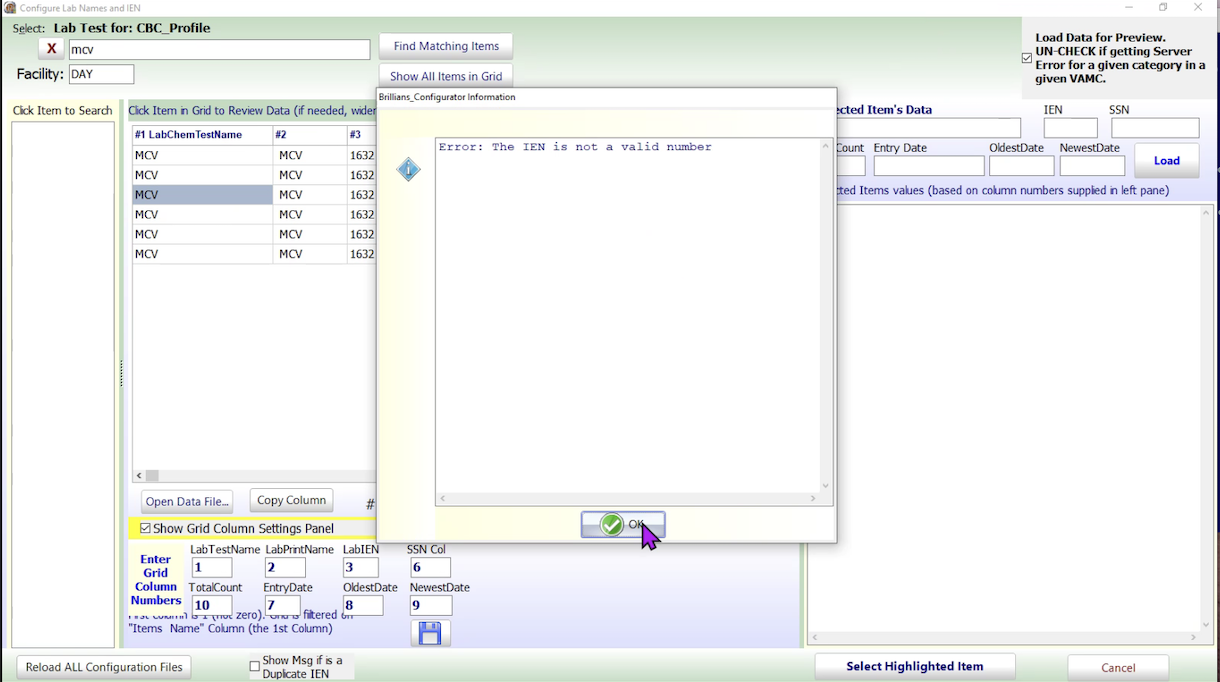 Configure Lab Names and IEN
Select: Lab Test for: CBC_Profile
X mcv
Find Matching Items
Facility: DAY
Show All Items in Grid
Load Data for Preview.
UN-CHECK if getting Server
Error for a given category in a
given VAMC.
Click Item to Search
Click Item in Grid to Review Data (if needed, wider
#1 LabChemTestName #2 #3
MCV MCV 1632
MCV MCV 1632
MCV MCV 1632
MCV MCV 1632
MCV MCV 1632
MCV MCV 1632
Brillians_Configurator Information
Error: The IEN is not a valid number
OK
cted Item's Data IEN SSN
Count Entry Date OldestDate NewestDate
Load
cted Items values (based on column numbers supplied in left pane)
Open Data File... Copy Column #
Show Grid Column Settings Panel
Enter
Grid
Column
Numbers
LabTestName LabPrintName LabIEN SSN Col
1 2 3 6
TotalCount EntryDate OldestDate NewestDate
10 7 8 9
First column is 1 (not zero). Grid is filtered on
"Items Name" Column (the 1st Column)
Reload ALL Configuration Files
Show Msg if is a
Duplicate IEN
Select Highlighted Item
Cancel